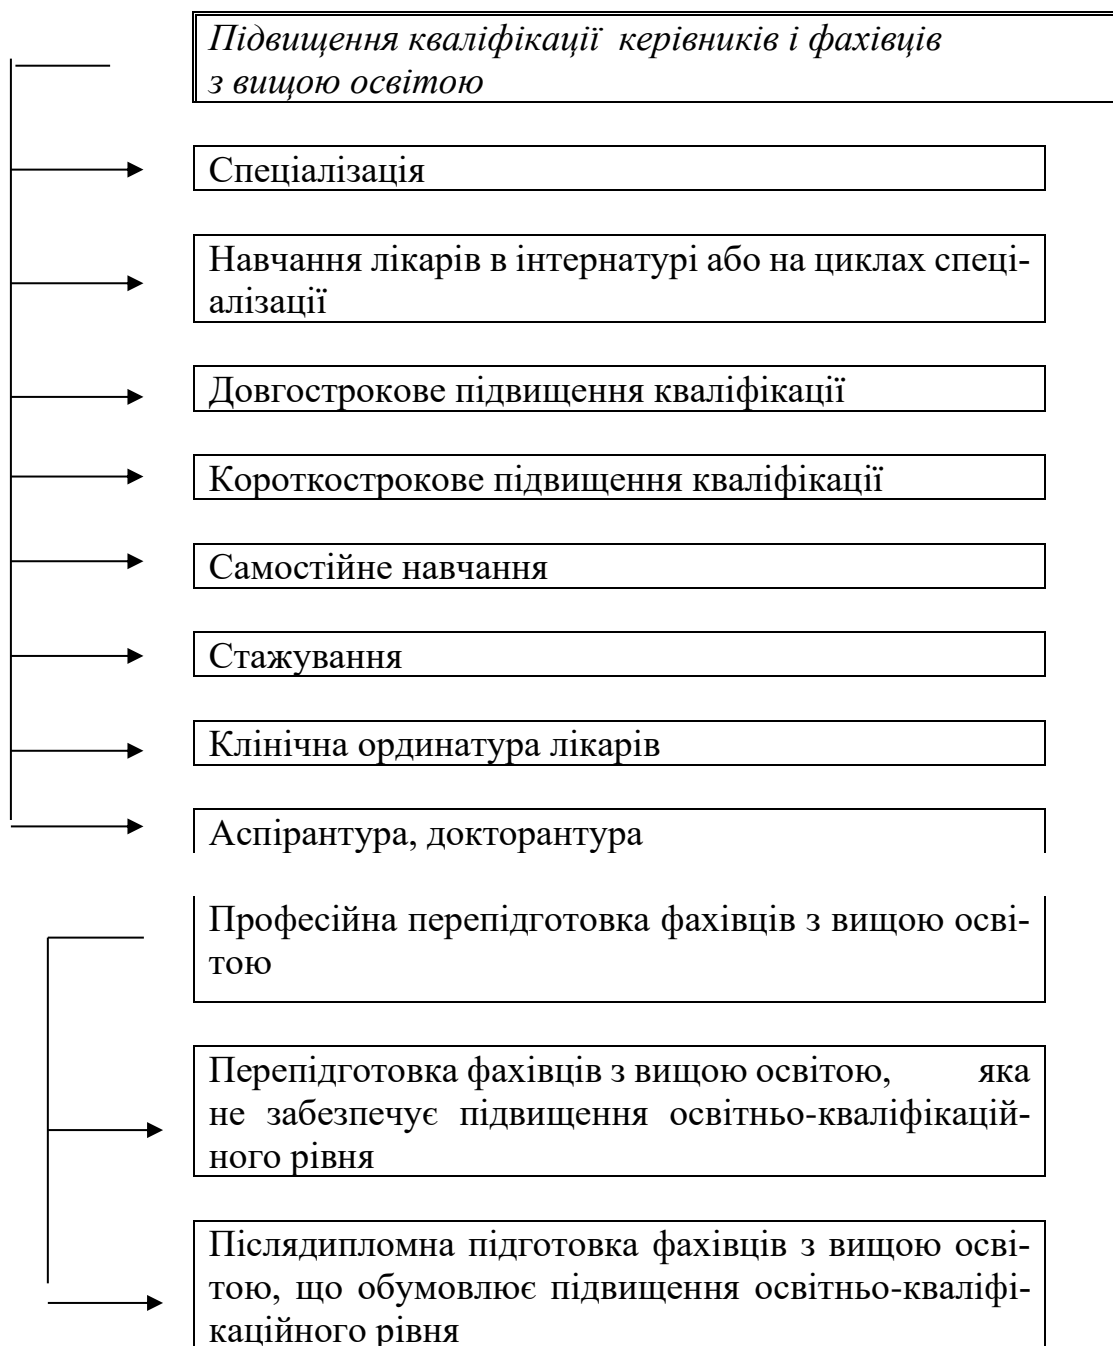 Підвищення кваліфікації керівників і фахівців
з вищою освітою
Спеціалізація
Навчання лікарів в інтернатурі або на циклах спеці-
алізації
Довгострокове підвищення кваліфікації
Короткострокове підвищення кваліфікації
Самостійне навчання
Стажування
Клінічна ординатура лікарів
Аспірантура, докторантура
Професійна перепідготовка фахівців з вищою осві-
тою
Перепідготовка фахівців з вищою освітою, яка
не забезпечує підвищення освітньо-кваліфікацій-
ного рівня
Післядипломна підготовка фахівців з вищою осві-
тою, що обумовлює підвищення освітньо-кваліфі-
каційного рівня